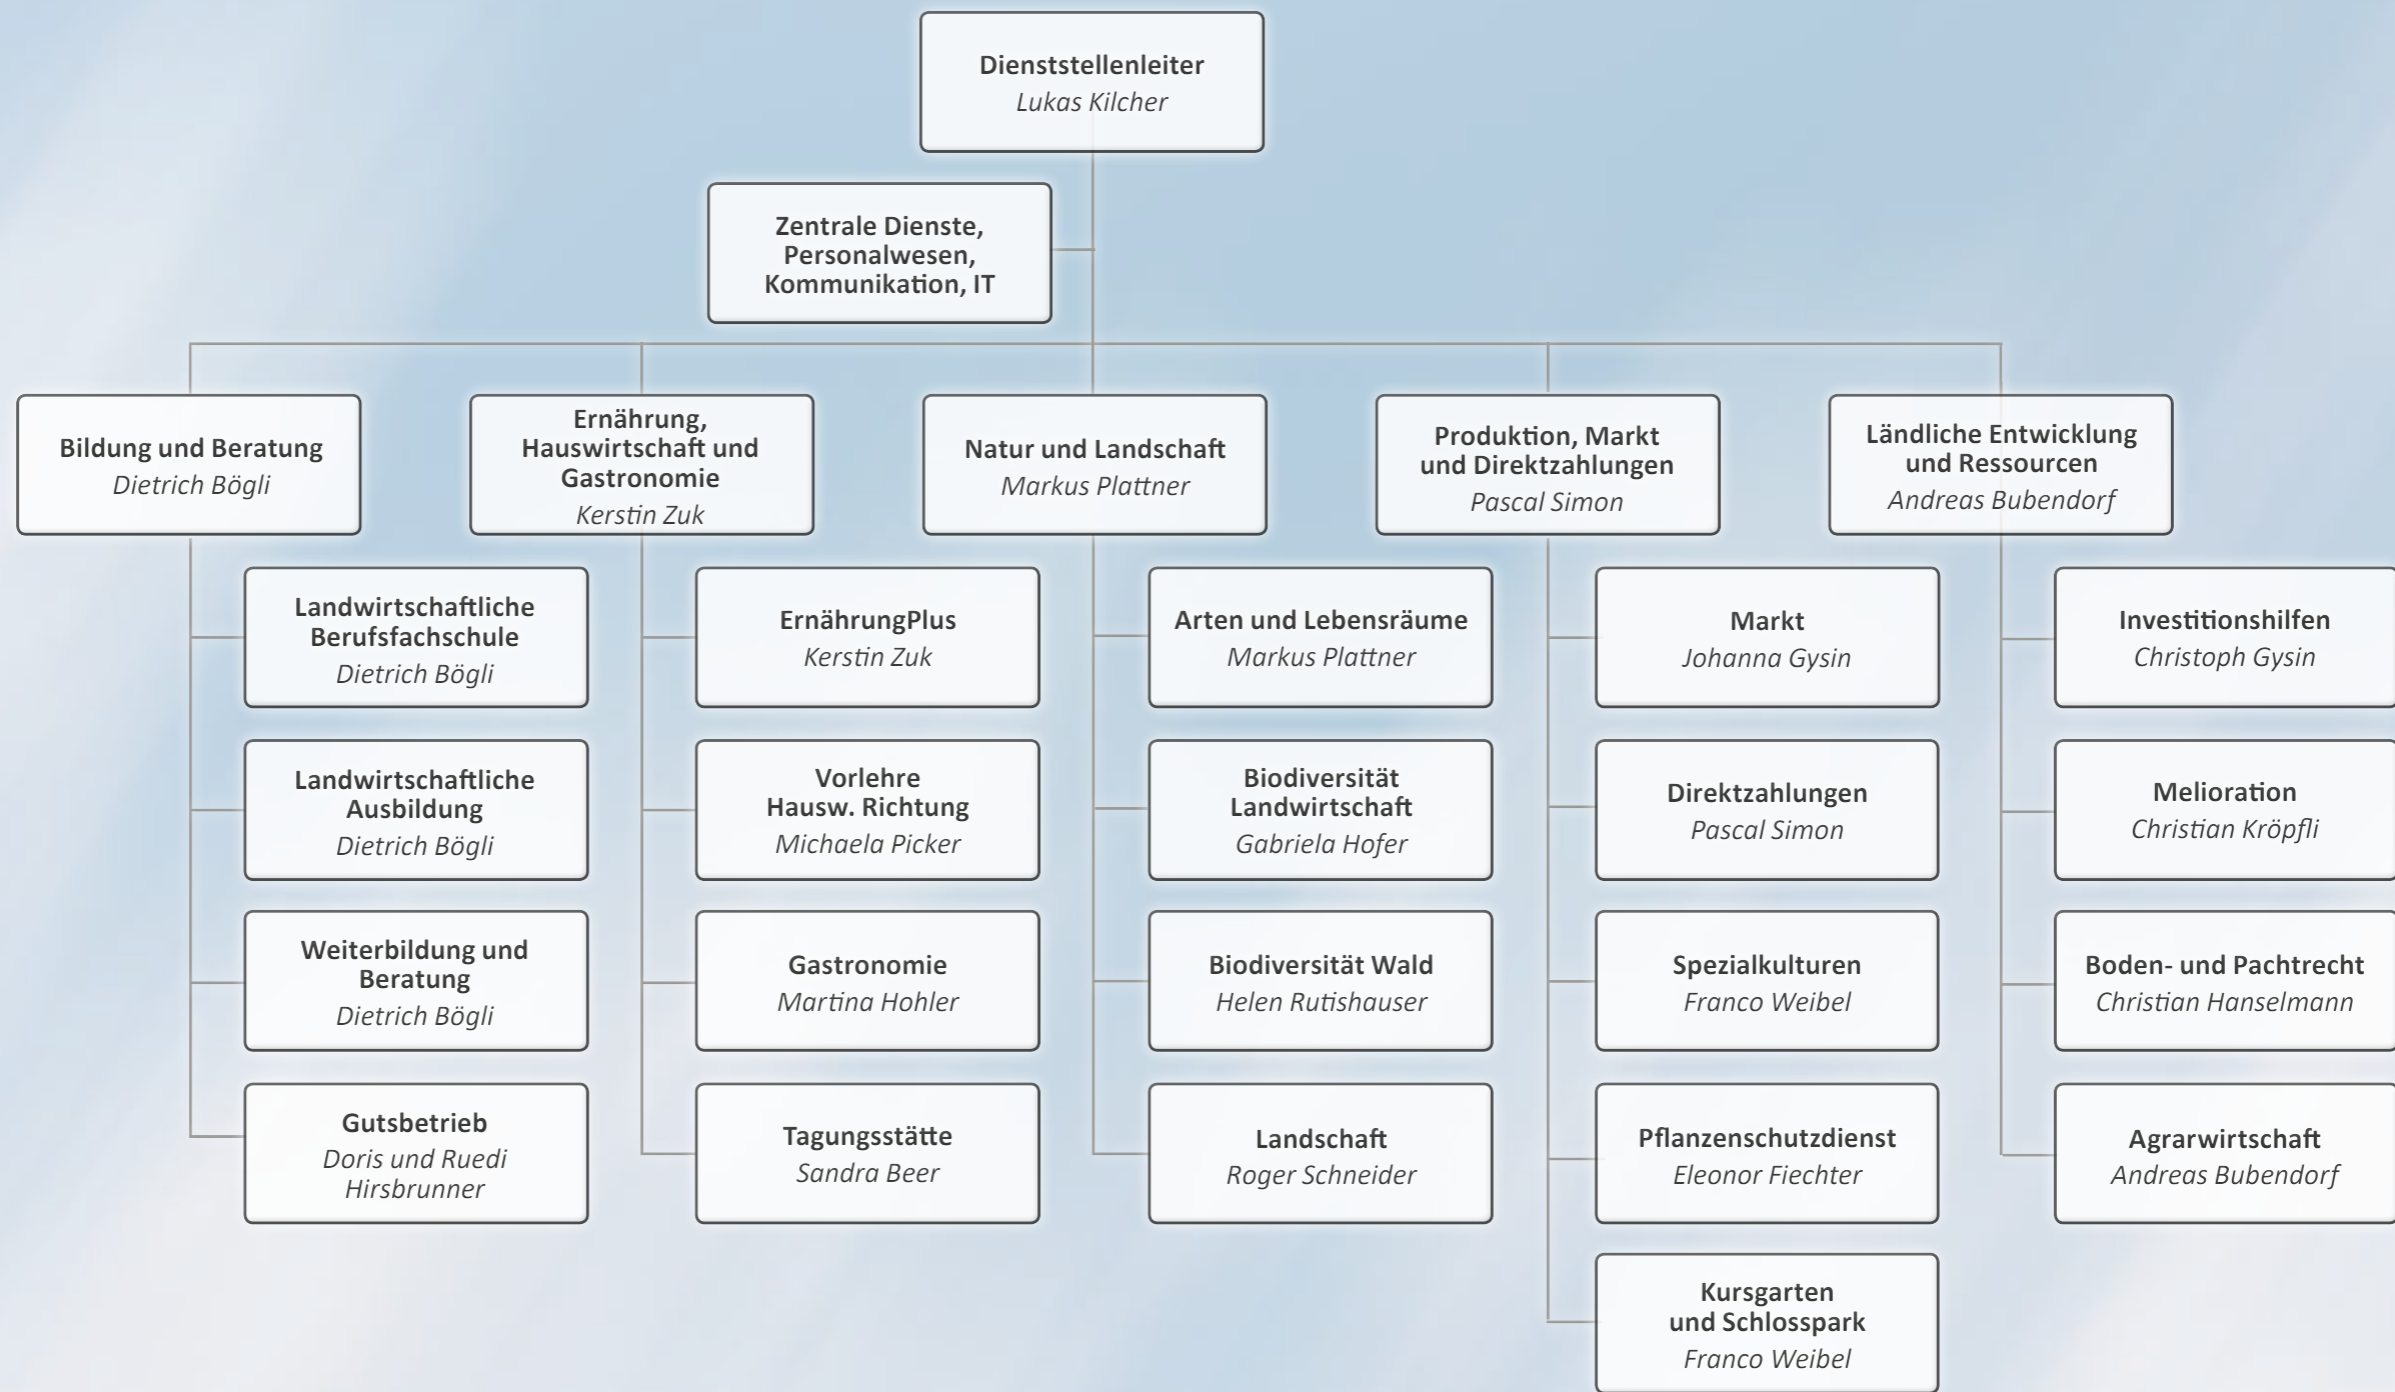 Dienststellenleiter
Lukas Kilcher
Zentrale Dienste,
Personalwesen,
Kommunikation, IT
Bildung und Beratung
Dietrich Bögli
Ernährung,
Hauswirtschaft und
Gastronomie
Kerstin Zuk
Natur und Landschaft
Markus Plattner
Produktion, Markt
und Direktzahlungen
Pascal Simon
Ländliche Entwicklung
und Ressourcen
Andreas Bubendorf
Landwirtschaftliche
Berufsfachschule
Dietrich Bögli
Landwirtschaftliche
Ausbildung
Dietrich Bögli
Weiterbildung und
Beratung
Dietrich Bögli
Gutsbetrieb
Doris und Ruedi
Hirsbrunner
ErnährungPlus
Kerstin Zuk
Vorlehre
Hausw. Richtung
Michaela Picker
Gastronomie
Martina Hohler
Tagungsstätte
Sandra Beer
Arten und Lebensräume
Markus Plattner
Biodiversität
Landwirtschaft
Gabriela Hofer
Biodiversität Wald
Helen Rutishauser
Landschaft
Roger Schneider
Markt
Johanna Gysin
Direktzahlungen
Pascal Simon
Spezialkulturen
Franco Weibel
Pflanzenschutzdienst
Eleonor Fiechter
Kursgarten
und Schlosspark
Franco Weibel
Investitionshilfen
Christoph Gysin
Melioration
Christian Kröpfli
Boden- und Pachtrecht
Christian Hanselmann
Agrarwirtschaft
Andreas Bubendorf